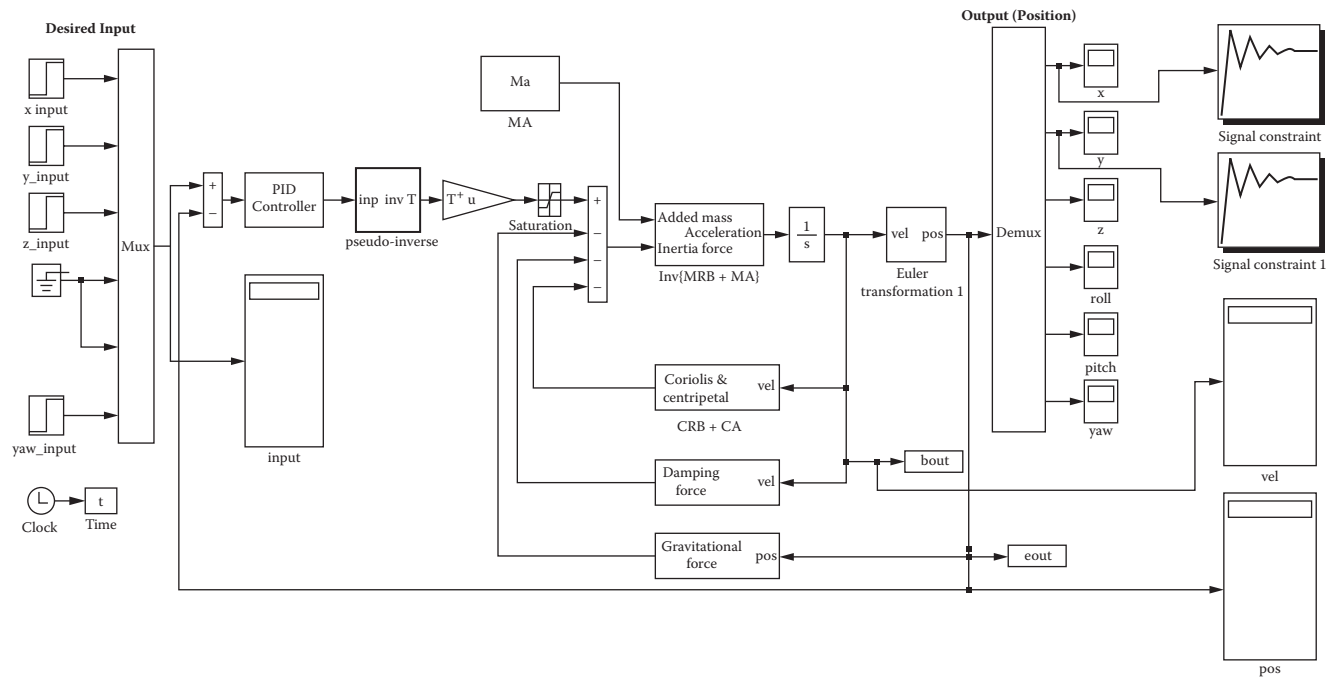 Desired Input
x input
y_input
z_input
yaw_input
Clock
t
Time
Mux
+
−
PID
Controller
input
inp inv T
pseudo-inverse
T+ u
Saturation
Ma
MA
+
−
−
−
Added mass
Acceleration
Inertia force
Inv{MRB + MA}
1
s
vel pos
Euler
transformation 1
Coriolis &
centripetal
vel
CRB + CA
Damping
force
vel
Gravitational
force
pos
bout
eout
Output (Position)
Demux
x
y
z
roll
pitch
yaw
Signal constraint
Signal constraint 1
vel
pos